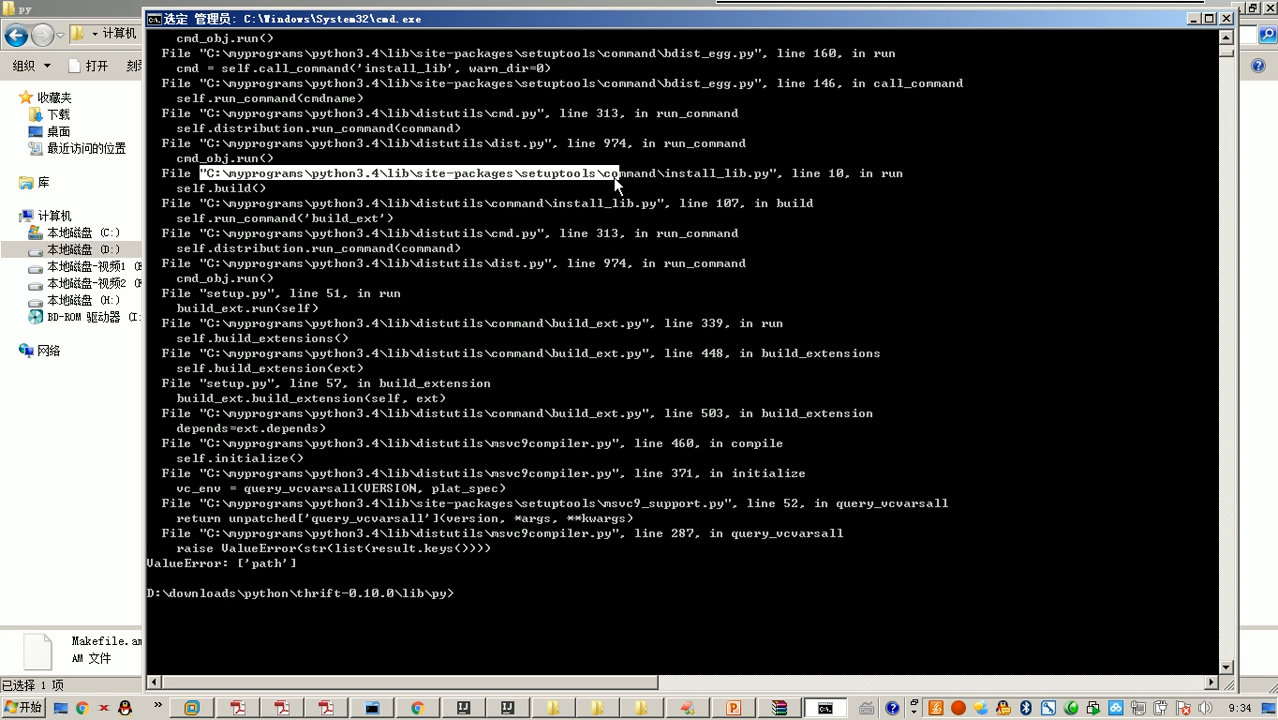 py
选定 管理员: C:\Windows\System32\cmd.exe
计算机
组织
打开
刻录
收藏夹
下载
桌面
最近访问的位置
库
计算机
本地磁盘 (C:)
本地磁盘 (D:)
本地磁盘-视频1 (E
本地磁盘-视频2 (F
本地磁盘 (H:)
BD-ROM 驱动器 (I:
网络
cmd_obj.run()
File "C:\myprograms\python3.4\lib\site-packages\setuptools\command\bdist_egg.py", line 160, in run
cmd = self.call_command('install_lib', warn_dir=0)
File "C:\myprograms\python3.4\lib\site-packages\setuptools\command\bdist_egg.py", line 146, in call_command
self.run_command(cmdname)
File "C:\myprograms\python3.4\lib\distutils\cmd.py", line 313, in run_command
self.distribution.run_command(command)
File "C:\myprograms\python3.4\lib\distutils\dist.py", line 974, in run_command
cmd_obj.run()
File "C:\myprograms\python3.4\lib\site-packages\setuptools\command\install_lib.py", line 10, in run
self.build()
File "C:\myprograms\python3.4\lib\distutils\command\install_lib.py", line 107, in build
self.run_command('build_ext')
File "C:\myprograms\python3.4\lib\distutils\cmd.py", line 313, in run_command
self.distribution.run_command(command)
File "C:\myprograms\python3.4\lib\distutils\dist.py", line 974, in run_command
cmd_obj.run()
File "setup.py", line 51, in run
build_ext.run(self)
File "C:\myprograms\python3.4\lib\distutils\command\build_ext.py", line 339, in run
self.build_extensions()
File "C:\myprograms\python3.4\lib\distutils\command\build_ext.py", line 448, in build_extensions
self.build_extension(ext)
File "setup.py", line 57, in build_extension
build_ext.build_extension(self, ext)
File "C:\myprograms\python3.4\lib\distutils\command\build_ext.py", line 503, in build_extension
depends=ext.depends)
File "C:\myprograms\python3.4\lib\distutils\msvc9compiler.py", line 460, in compile
self.initialize()
File "C:\myprograms\python3.4\lib\distutils\msvc9compiler.py", line 371, in initialize
vc_env = query_vcvarsall(VERSION, plat_spec)
File "C:\myprograms\python3.4\lib\site-packages\setuptools\msvc9_support.py", line 52, in query_vcvarsall
return unpatched['query_vcvarsall'](version, *args, **kwargs)
File "C:\myprograms\python3.4\lib\distutils\msvc9compiler.py", line 287, in query_vcvarsall
raise ValueError(str(list(result.keys())))
ValueError: ['path']
D:\downloads\python\thrift-0.10.0\lib\py>
Makefile.am
AM 文件
已选择 1 项
开始
9:34